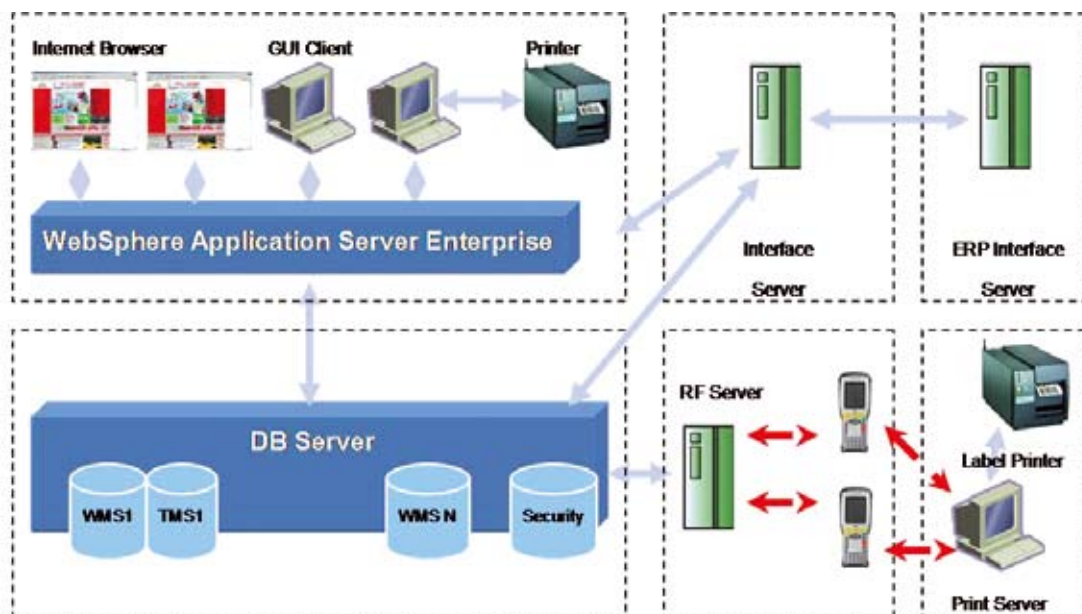 Internet Browser
GUI Client
Printer
WebSphere Application Server Enterprise
Interface
Server
ERP Interface
Server
DB Server
WMS1
TMS1
WMS N
Security
RF Server
Label Printer
Print Server